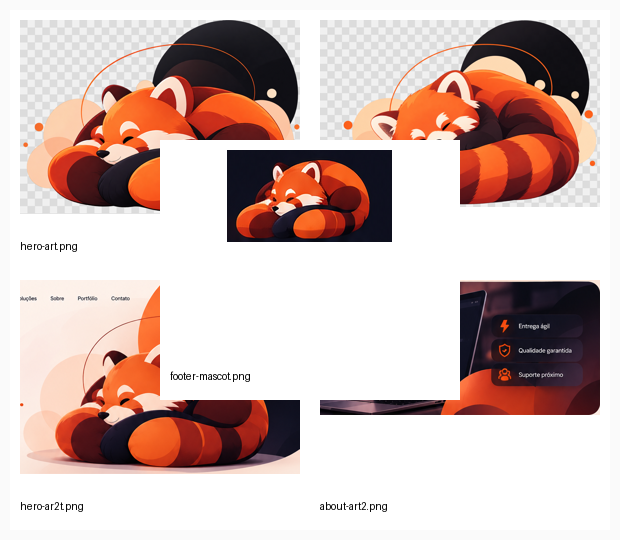 hero-art.png
Sobre
Portfólio
Contato
Entrega ágil
Qualidade garantida
Suporte próximo
footer-mascot.png
hero-ar2t.png
about-art2.png